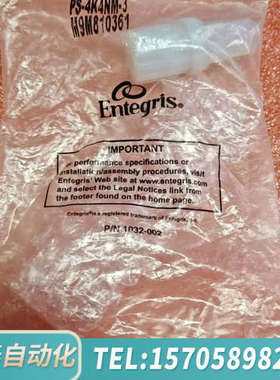 PS-4K4NM-3
M9M810361
Entegris®
IMPORTANT
performance specifications or
installation/assembly procedures, visit
Entegris' Web site at www.entegris.com
and select the Legal Notices link from
the footer found on the home page.
Entegris® is a registered trademark of Entegris, Inc.
P/N 1032-002
自动化
TEL:15705898